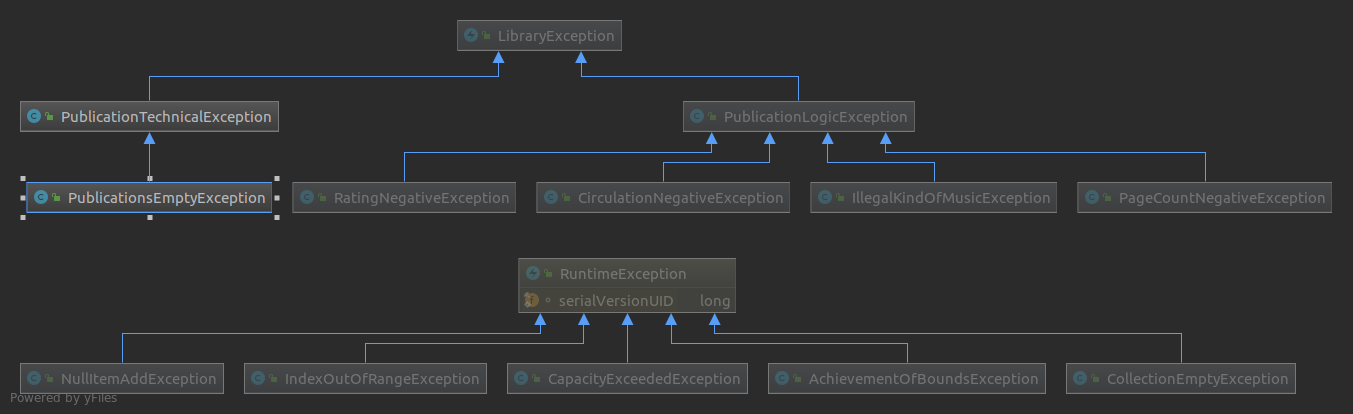 LibraryException
PublicationTechnicalException
PublicationLogicException
PublicationsEmptyException
RatingNegativeException
CirculationNegativeException
IllegalKindOfMusicException
PageCountNegativeException
RuntimeException
serialVersionUID long
NullItemAddException
IndexOutOfRangeException
CapacityExceededException
AchievementOfBoundsException
CollectionEmptyException
Powered by yFiles